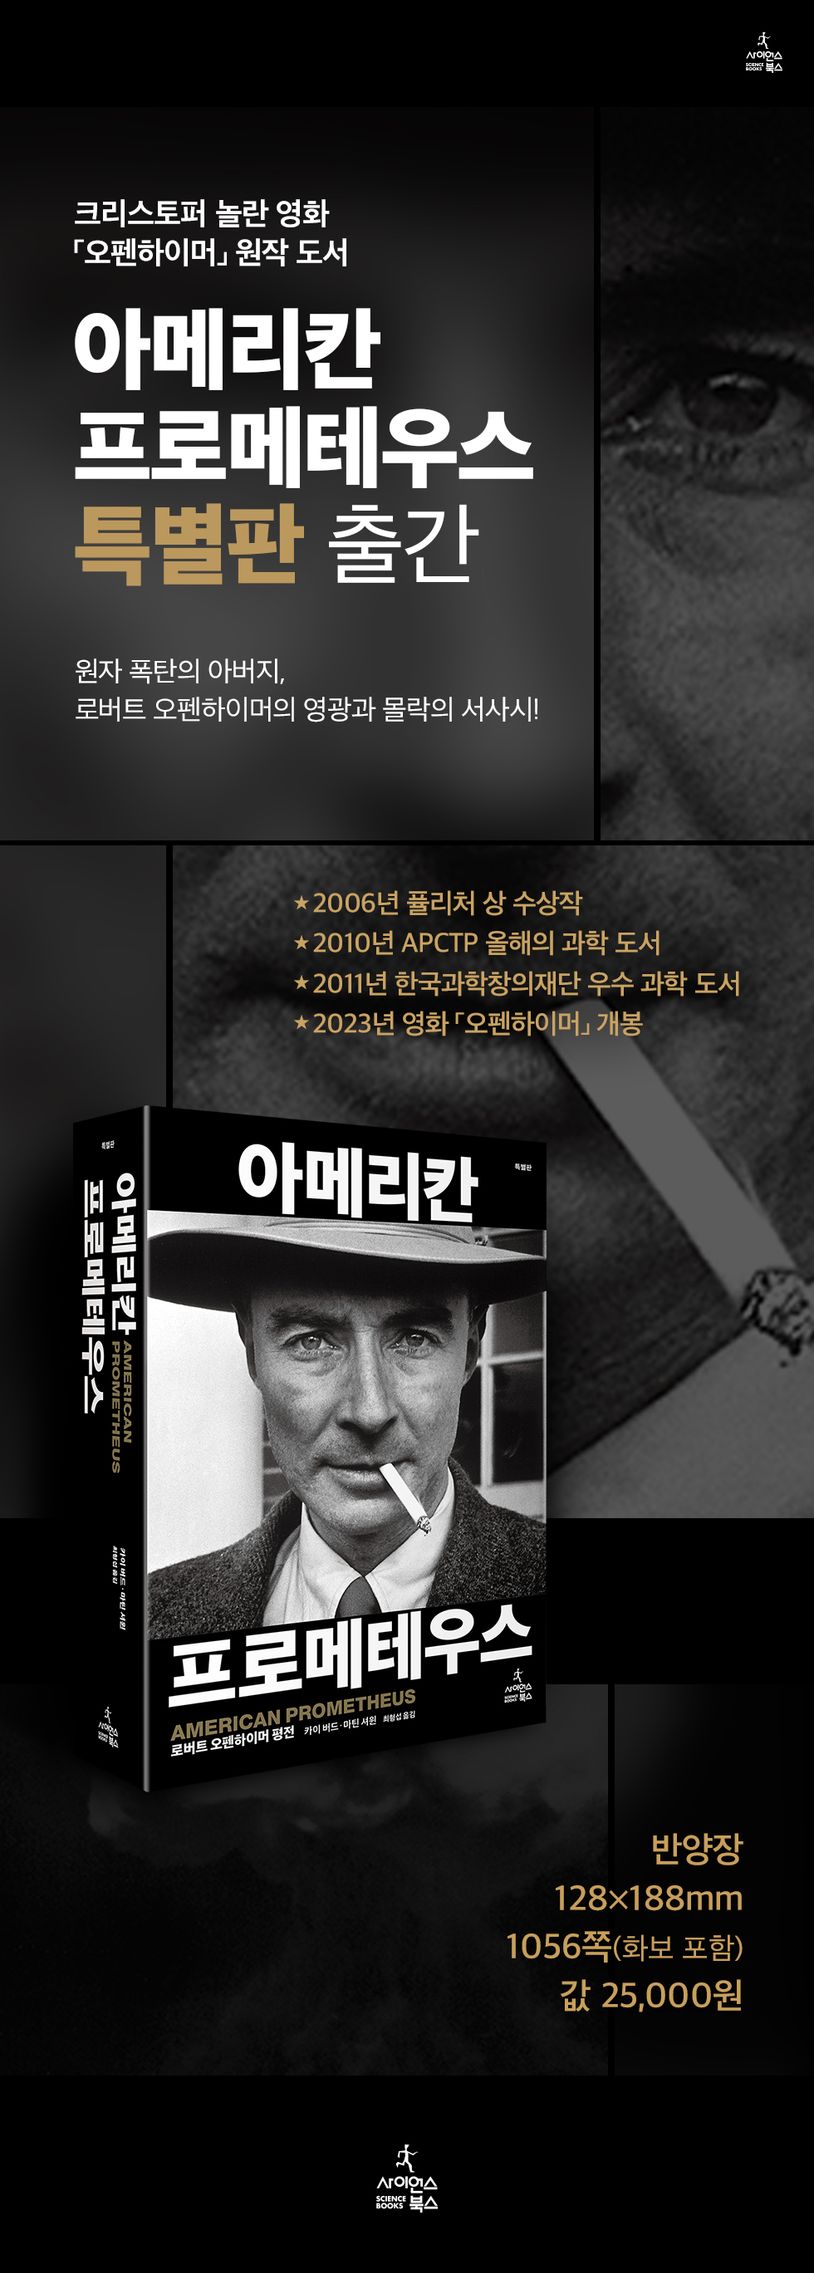 사이언스
SCIENCE BOOKS 북스
크리스토퍼 놀란 영화
「오펜하이머」 원작 도서
아메리칸
프로메테우스
특별판 출간
원자 폭탄의 아버지,
로버트 오펜하이머의 영광과 몰락의 서사시!
★2006년 퓰리처 상 수상작
★2010년 APCTP 올해의 과학 도서
★2011년 한국과학창의재단 우수 과학 도서
★2023년 영화 「오펜하이머」 개봉
특별판
아메리칸
프로메테우스
AMERICAN
PROMETHEUS
카이 버드·마틴 셔윈
최형섭 옮김
사이언스
SCIENCE BOOKS 북스
아메리칸
특별판
프로메테우스
AMERICAN PROMETHEUS
로버트 오펜하이머 평전 카이 버드·마틴 셔윈 최형섭 옮김
사이언스
SCIENCE BOOKS 북스
반양장
128×188mm
1056쪽(화보 포함)
값 25,000원
사이언스
SCIENCE BOOKS 북스